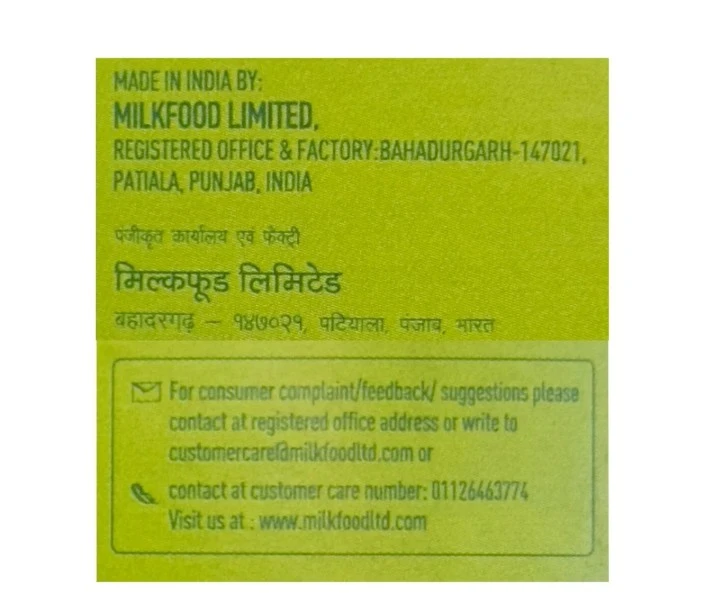 MADE IN INDIA BY:
MILKFOOD LIMITED,
REGISTERED OFFICE & FACTORY:BAHADURGARH-147021,
PATIALA, PUNJAB, INDIA
पंजीकृत कार्यालय एवं फैक्ट्री
मिल्कफूड लिमिटेड
बहादरगढ़ – १४७०२१, पटियाला, पंजाब, भारत
For consumer complaint/feedback/ suggestions please
contact at registered office address or write to
customercare@milkfoodltd.com or
contact at customer care number: 01126463774
Visit us at : www.milkfoodltd.com